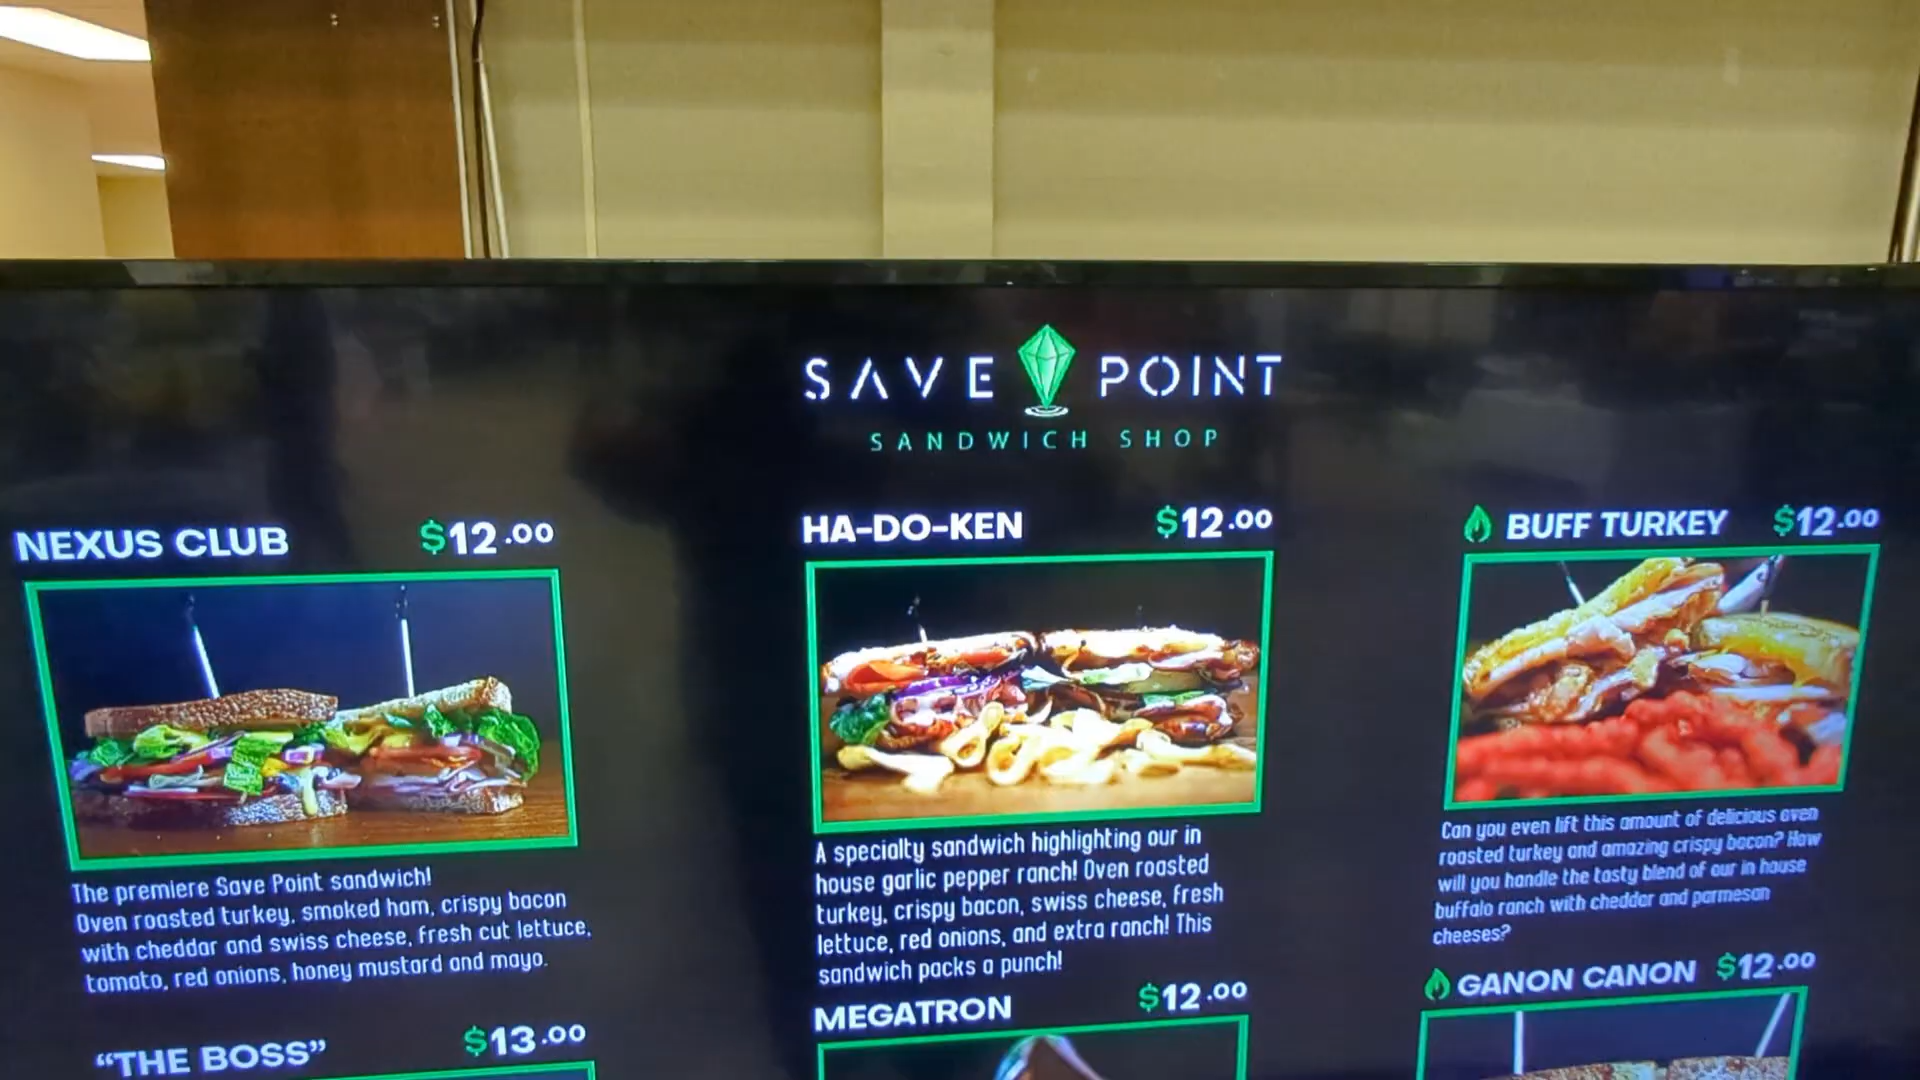 SAVE POINT
SANDWICH SHOP
NEXUS CLUB $12.00
The premiere Save Point sandwich!
Oven roasted turkey, smoked ham, crispy bacon
with cheddar and swiss cheese, fresh cut lettuce,
tomato, red onions, honey mustard and mayo.
"THE BOSS" $13.00
HA-DO-KEN $12.00
A specialty sandwich highlighting our in
house garlic pepper ranch! Oven roasted
turkey, crispy bacon, swiss cheese, fresh
lettuce, red onions, and extra ranch! This
sandwich packs a punch!
MEGATRON $12.00
BUFF TURKEY $12.00
Can you even lift this amount of delicious oven
roasted turkey and amazing crispy bacon? How
will you handle the tasty blend of our in house
buffalo ranch with cheddar and parmesan
cheeses?
GANON CANON $12.00